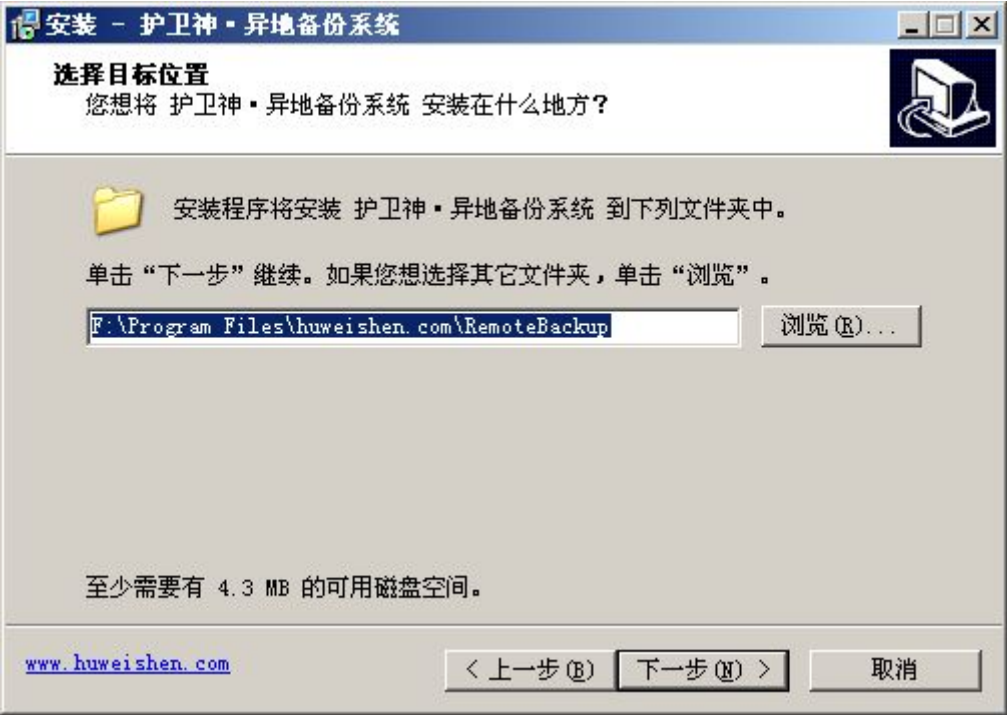 安装 - 护卫神·异地备份系统
选择目标位置
您想将 护卫神·异地备份系统 安装在什么地方?
安装程序将安装 护卫神·异地备份系统 到下列文件夹中。
单击“下一步”继续。如果您想选择其它文件夹,单击“浏览”。
F:\Program Files\huweishen.com\RemoteBackup
浏览(R)...
至少需要有 4.3 MB 的可用磁盘空间。
www.huweishen.com
< 上一步(B)
下一步(N) >
取消